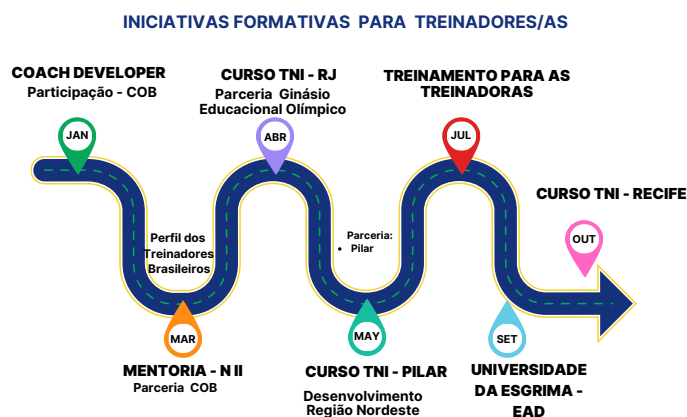 INICIATIVAS FORMATIVAS PARA TREINADORES/AS
COACH DEVELOPER
Participação - COB
JAN
CURSO TNI - RJ
Parceria Ginásio
Educacional Olímpico
ABR
TREINAMENTO PARA AS
TREINADORAS
JUL
CURSO TNI - RECIFE
OUT
Perfil dos
Treinadores
Brasileiros
Parceria:
• Pilar
MAR
MENTORIA - N II
Parceria COB
MAY
CURSO TNI - PILAR
Desenvolvimento
Região Nordeste
SET
UNIVERSIDADE
DA ESGRIMA -
EAD